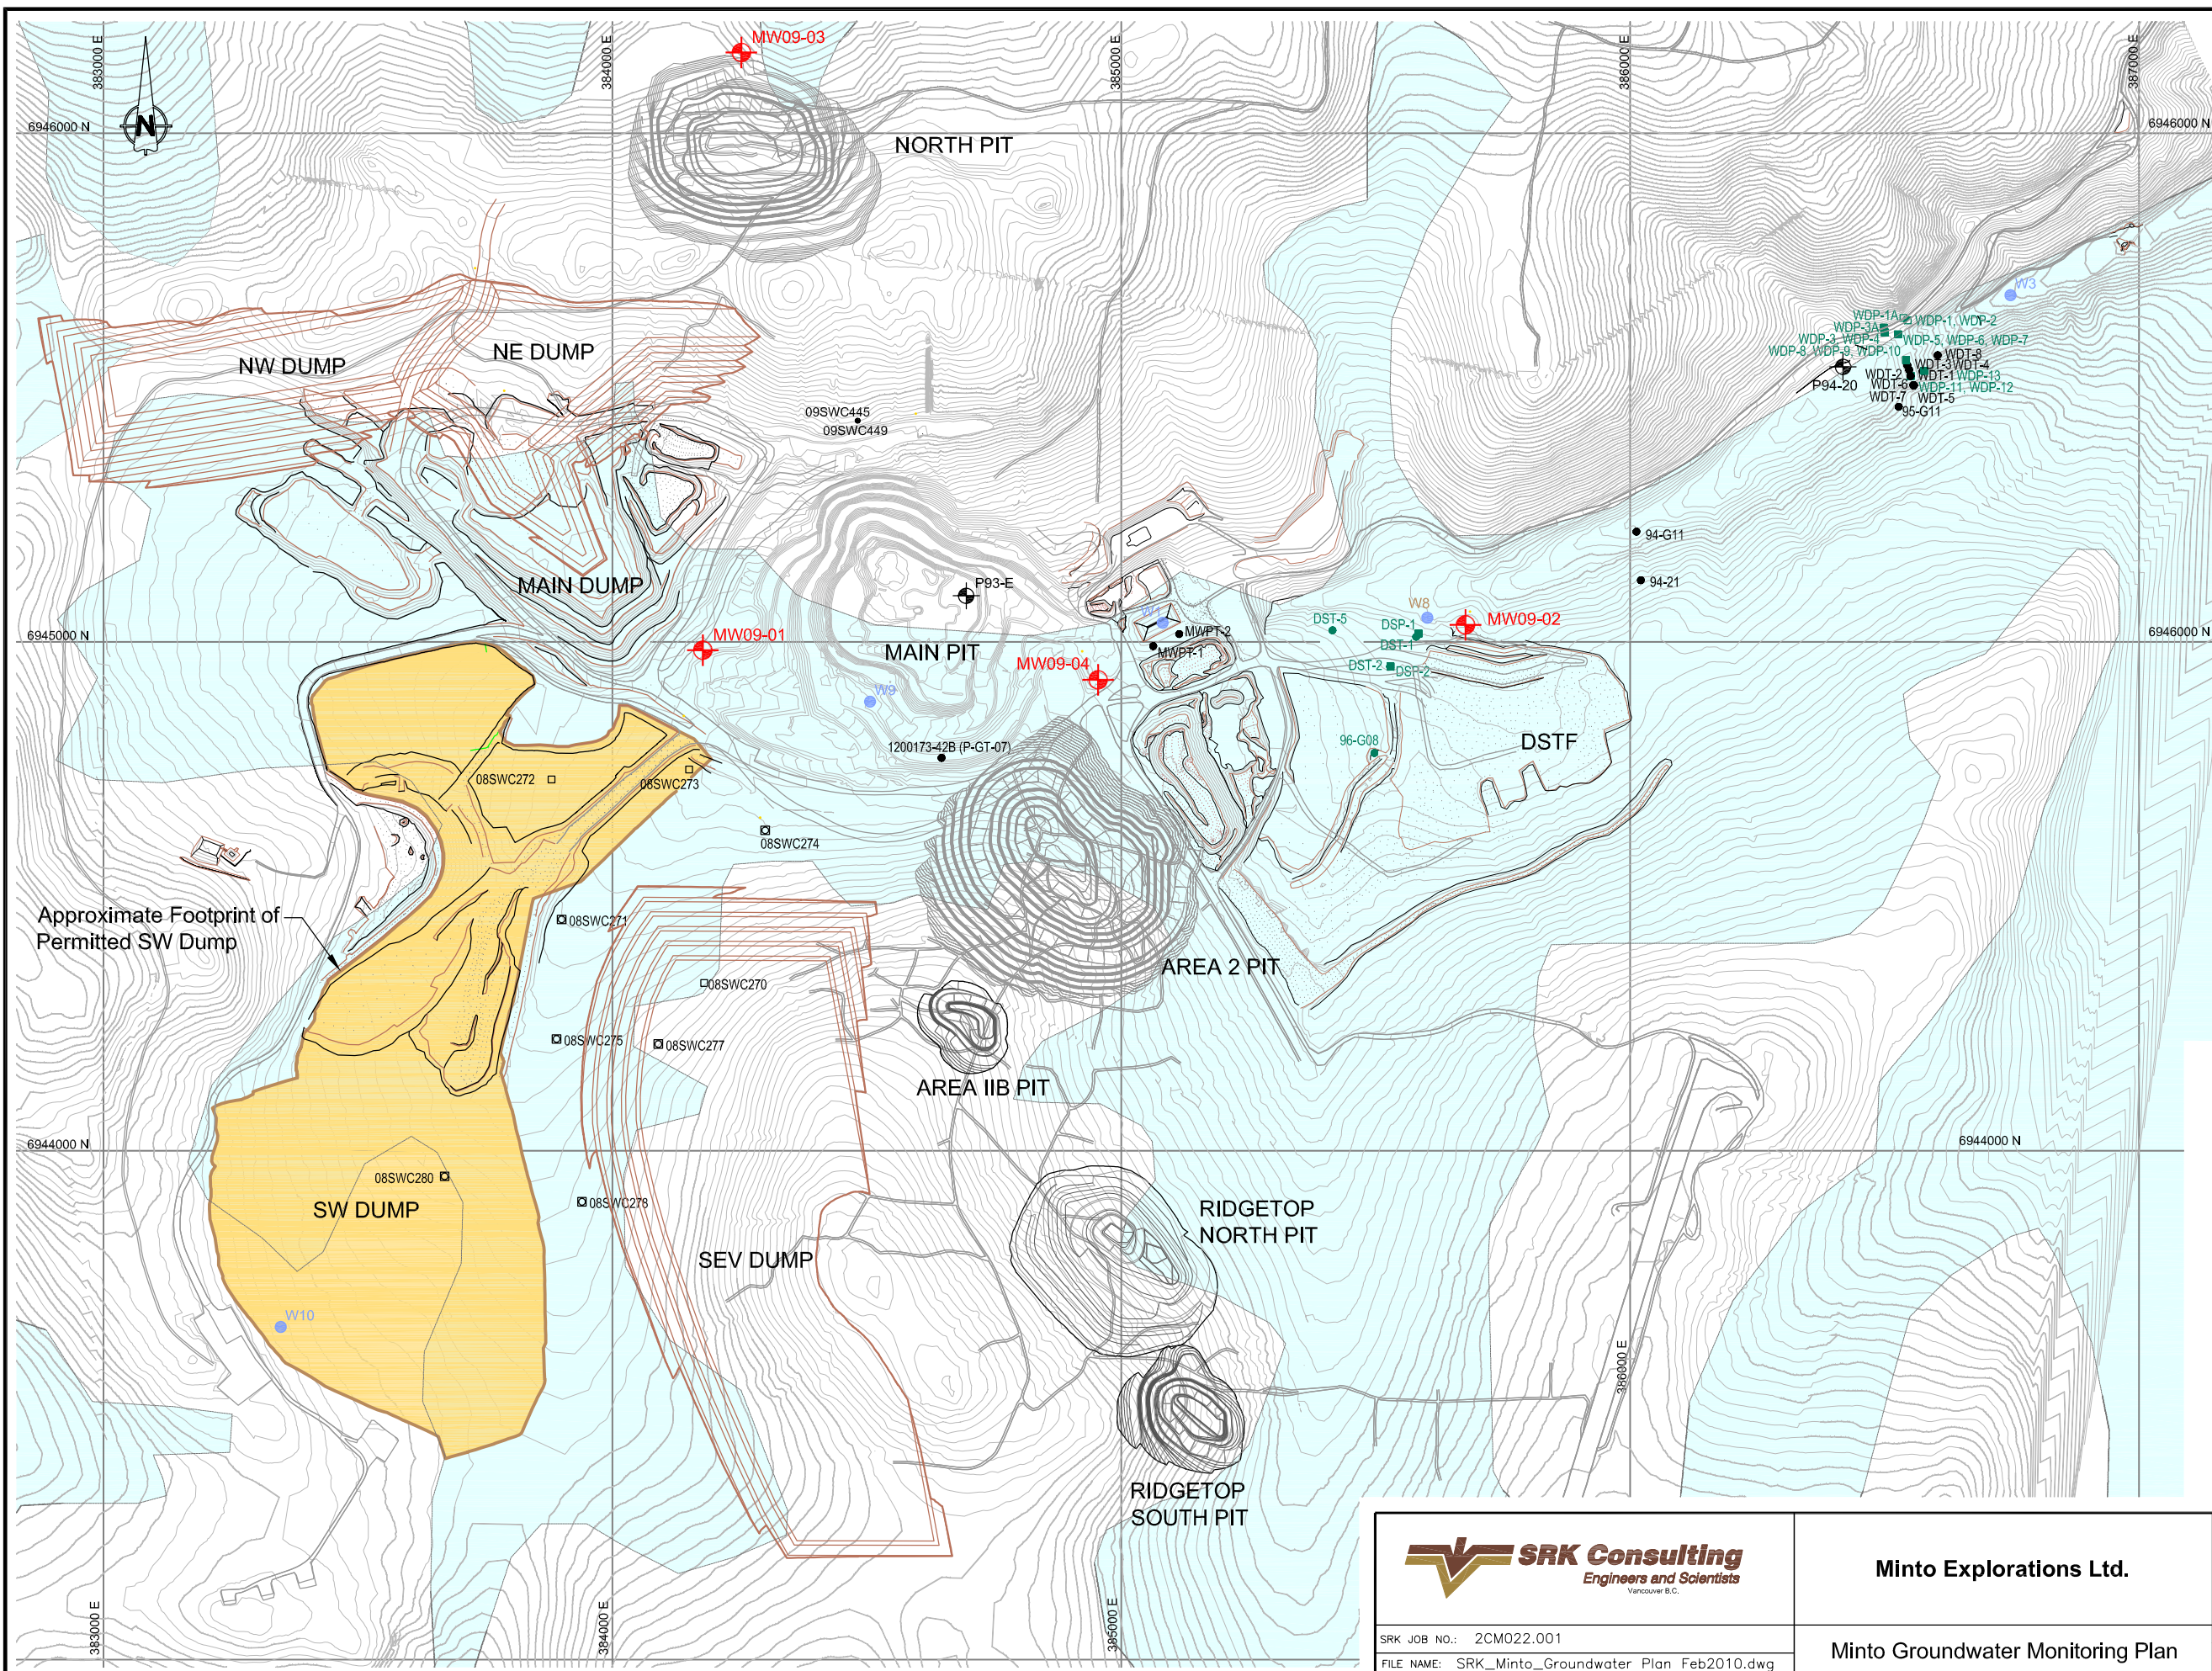 MW09-03
383000 E
384000 E
385000 E
386000 E
387000 E
N
6946000 N
6946000 N
NORTH PIT
W3
WDP-1A
WDP-1, WDP-2
WDP-3A
WDP-3, WDP-4
WDP-5, WDP-6, WDP-7
WDP-8, WDP-9, WDP-10
WDT-8
WDT-3
WDT-4
WDT-2
WDT-1
WDP-13
P94-20
WDT-6
WDP-11, WDP-12
WDT-7
WDT-5
95-G11
NW DUMP
NE DUMP
09SWC445
09SWC449
94-G11
94-21
MAIN DUMP
P93-E
W1
MWPT-2
MWPT-1
DST-5
W8
DSP-1
DST-1
MW09-02
6945000 N
6946000 N
MW09-01
MAIN PIT
MW09-04
DST-2
DSP-2
W9
96-G08
DSTF
1200173-42B (P-GT-07)
08SWC272
08SWC273
08SWC274
Approximate Footprint of
Permitted SW Dump
08SWC271
08SWC270
AREA 2 PIT
08SWC275
08SWC277
AREA IIB PIT
6944000 N
6944000 N
08SWC280
SW DUMP
08SWC278
RIDGETOP
NORTH PIT
SEV DUMP
W10
RIDGETOP
SOUTH PIT
383000 E
384000 E
385000 E
386000 E
SRK Consulting
Engineers and Scientists
Vancouver B.C.
Minto Explorations Ltd.
SRK JOB NO.: 2CM022.001
FILE NAME: SRK_Minto_Groundwater Plan Feb2010.dwg
Minto Groundwater Monitoring Plan